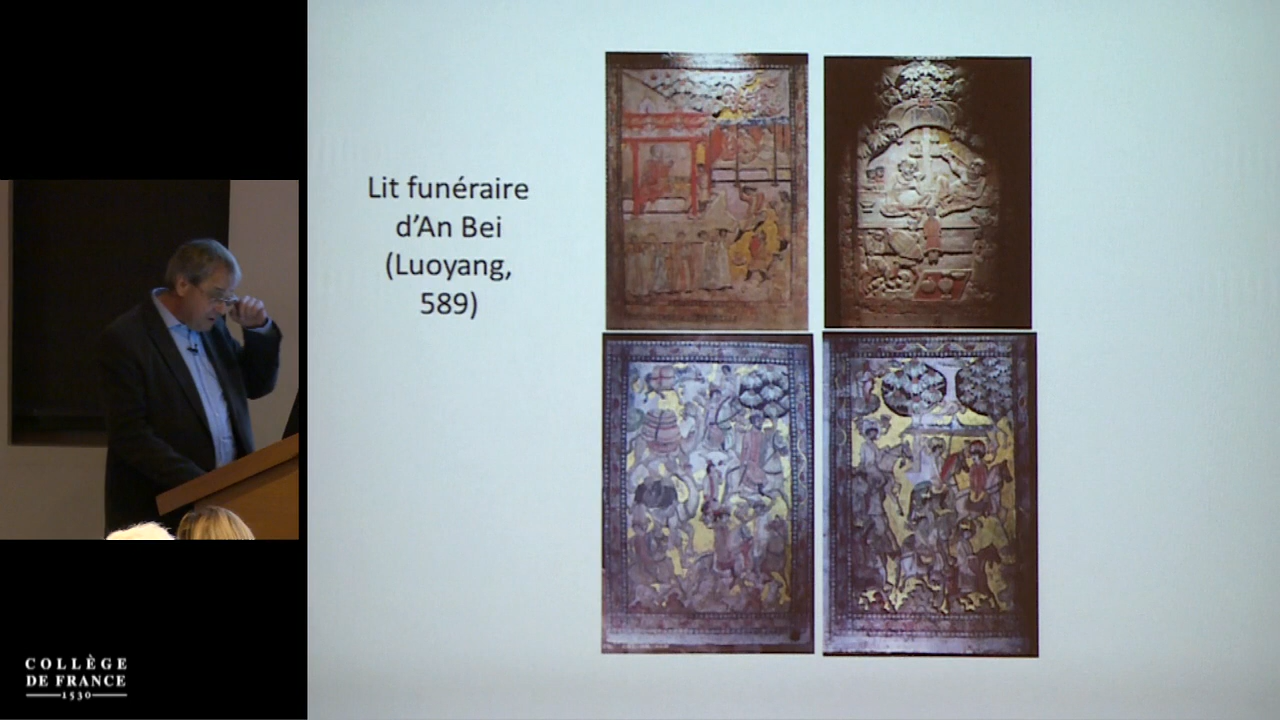 Lit funéraire
d’An Bei
(Luoyang,
589)
COLLÈGE
DE FRANCE
1530